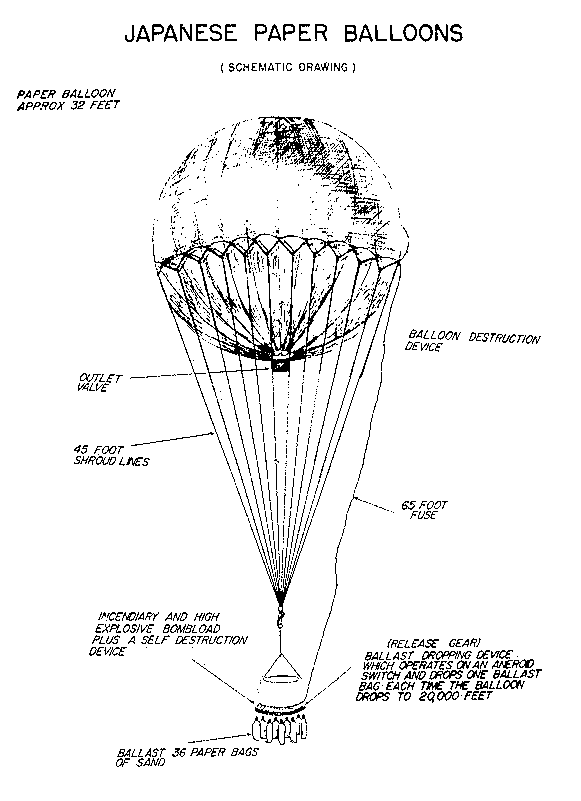 JAPANESE PAPER BALLOONS
( SCHEMATIC DRAWING )
PAPER BALLOON
APPROX 32 FEET
BALLOON DESTRUCTION
DEVICE
OUTLET
VALVE
45 FOOT
SHROUD LINES
65 FOOT
FUSE
INCENDIARY AND HIGH
EXPLOSIVE BOMBLOAD
PLUS A SELF DESTRUCTION
DEVICE
(RELEASE GEAR)
BALLAST DROPPING DEVICE
WHICH OPERATES ON AN ANEROID
SWITCH AND DROPS ONE BALLAST
BAG EACH TIME THE BALLOON
DROPS TO 20,000 FEET
BALLAST 36 PAPER BAGS
OF SAND